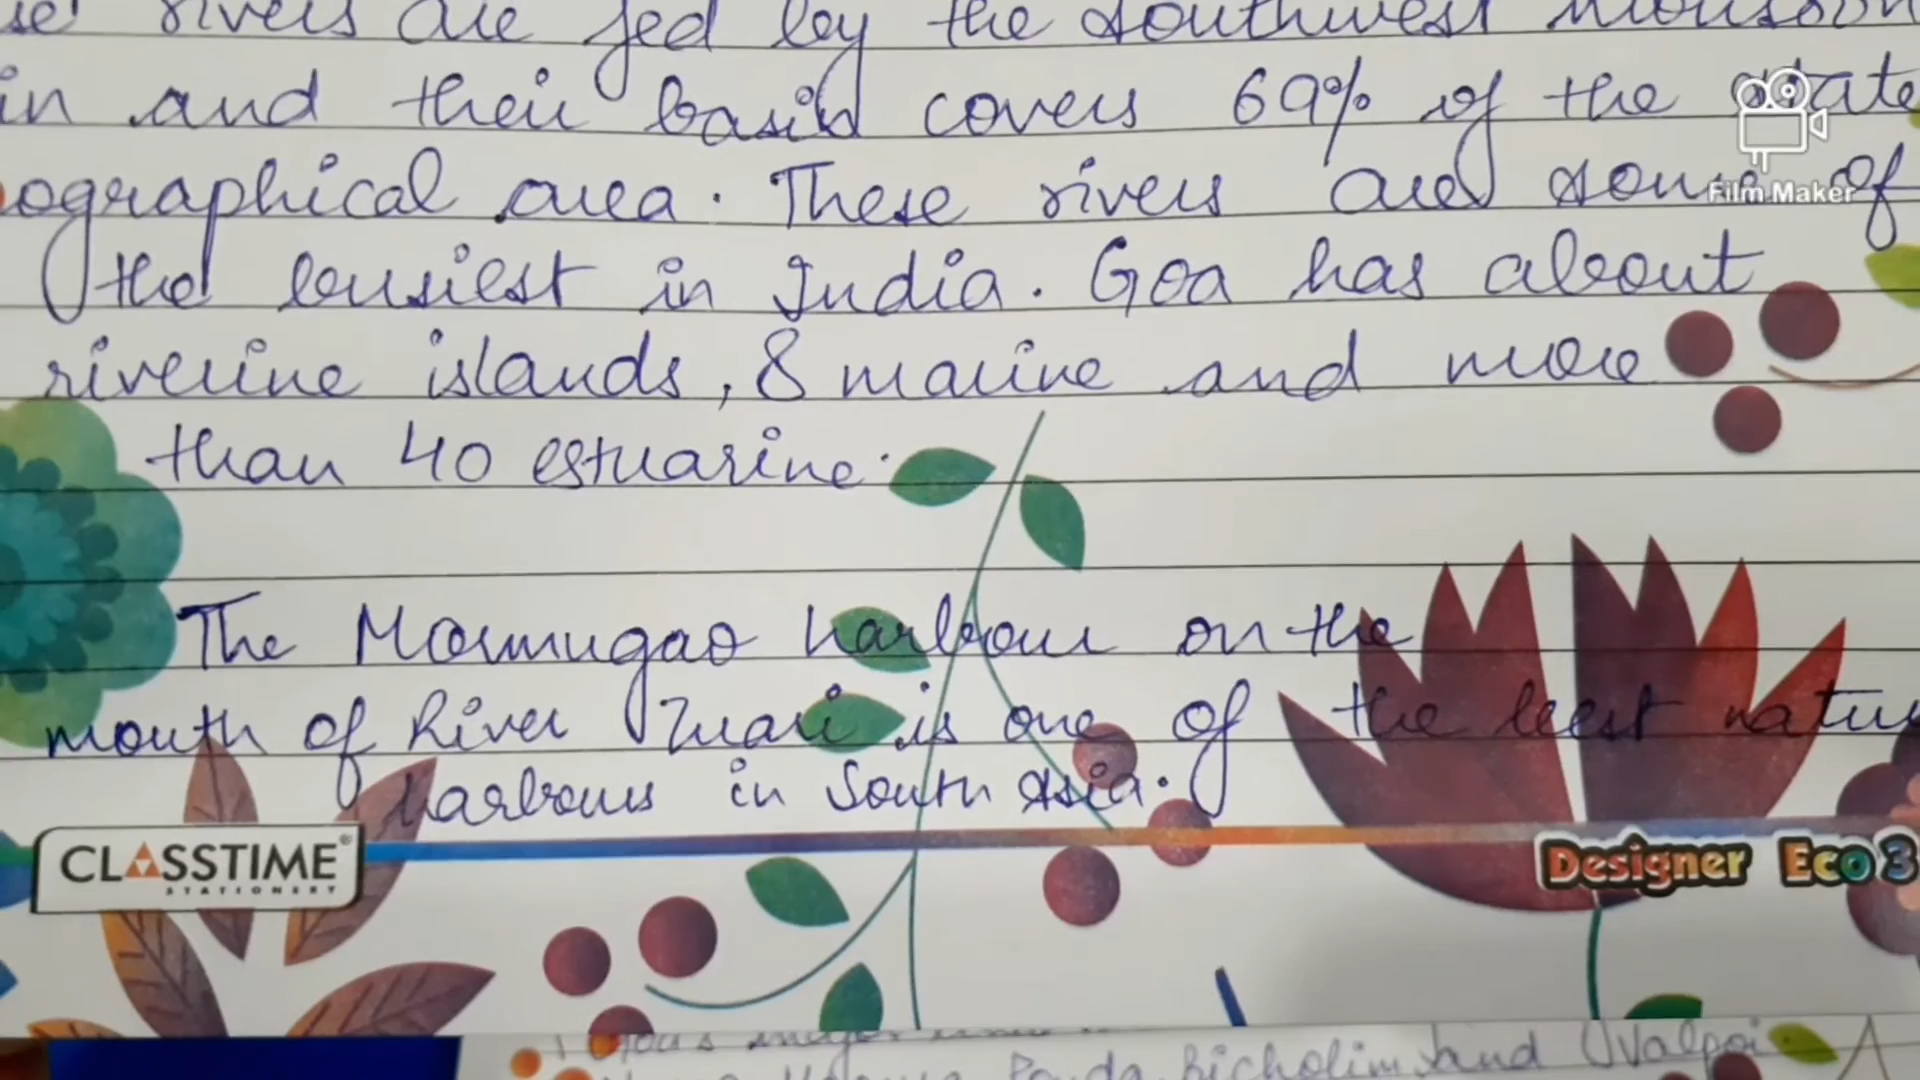 se rivers are fed by the southwest monsoon
in and their basin covers 69% of the state
ographical area. These rivers are some of
the busiest in India. Goa has about
riverine islands, 8 marine and more
than 40 estuarine.
The Mormugao harbour on the
mouth of River Zuari is one of the best natu
harbours in South Asia.
CLASSTIME
STATIONERY
Designer Eco 3
Film Maker
Ponda, Bicholim and Valpoi